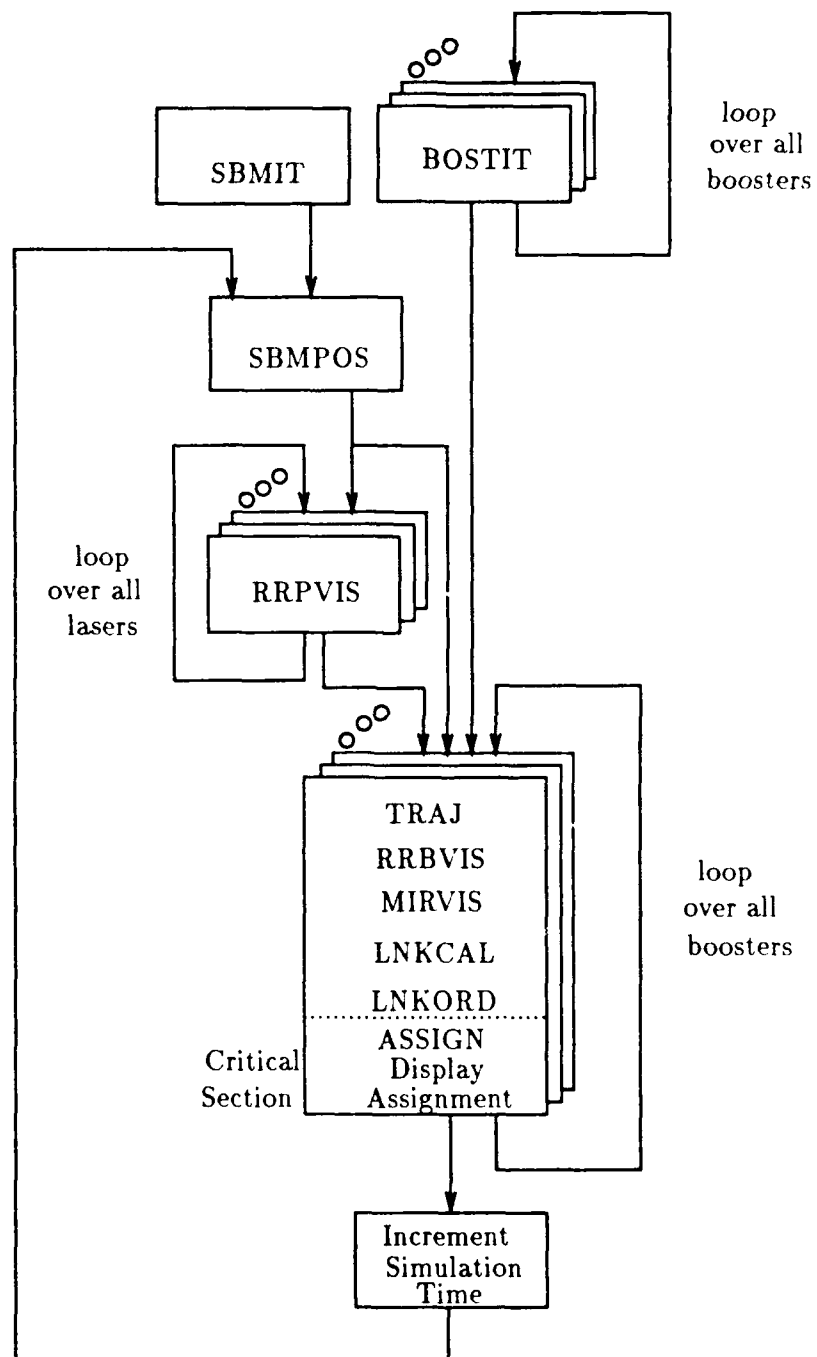 SBMIT
BOSTIT
loop
over all
boosters
SBMPOS
loop
over all
lasers
RRPVIS
TRAJ
RRBVIS
MIRVIS
LNKCAL
LNKORD
ASSIGN
Display
Assignment
Critical
Section
loop
over all
boosters
Increment
Simulation
Time